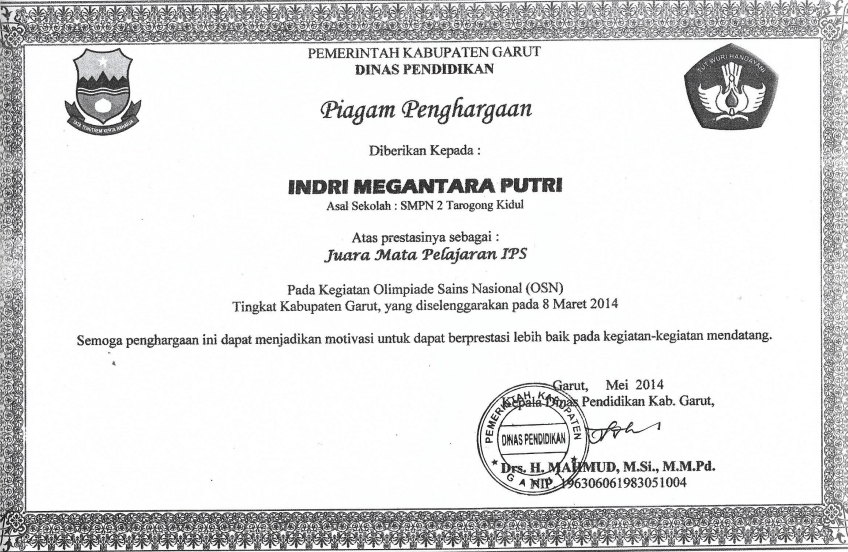 PEMERINTAH KABUPATEN GARUT
DINAS PENDIDIKAN
TUT WURI HANDAYANI
Piagam Penghargaan
Diberikan Kepada :
INDRI MEGANTARA PUTRI
Asal Sekolah : SMPN 2 Tarogong Kidul
Atas prestasinya sebagai :
Juara Mata Pelajaran IPS
Pada Kegiatan Olimpiade Sains Nasional (OSN)
Tingkat Kabupaten Garut, yang diselenggarakan pada 8 Maret 2014
Semoga penghargaan ini dapat menjadikan motivasi untuk dapat berprestasi lebih baik pada kegiatan-kegiatan mendatang.
Garut, Mei 2014
Kepala Dinas Pendidikan Kab. Garut,
PEMERINTAH KABUPATEN
DINAS PENDIDIKAN
GARUT
Drs. H. MAHMUD, M.Si., M.M.Pd.
NIP 196306061983051004